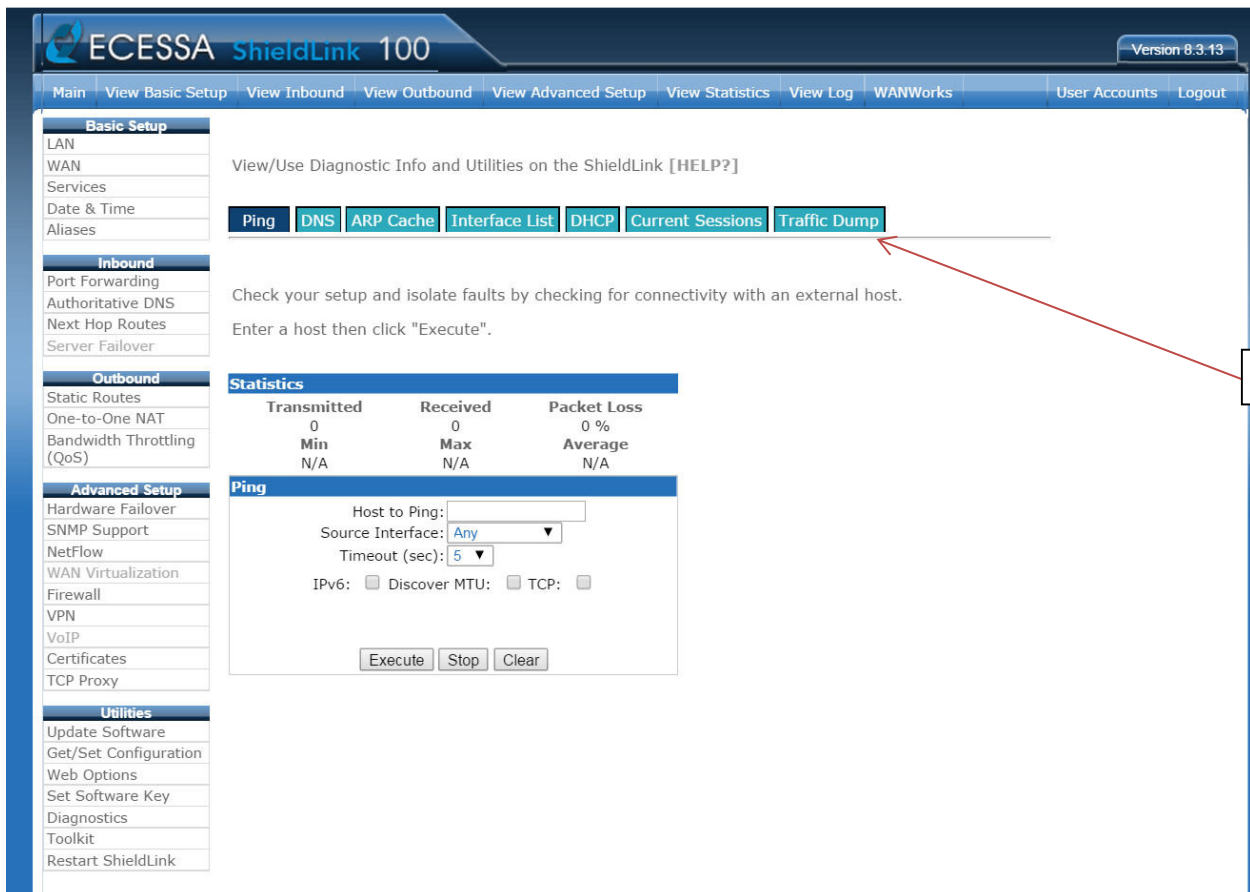 ECESSA ShieldLink 100
Version 8.3.13
Main View Basic Setup View Inbound View Outbound View Advanced Setup View Statistics View Log WANWorks User Accounts Logout
Basic Setup
LAN
WAN
Services
Date & Time
Aliases
Inbound
Port Forwarding
Authoritative DNS
Next Hop Routes
Server Failover
Outbound
Static Routes
One-to-One NAT
Bandwidth Throttling
(QoS)
Advanced Setup
Hardware Failover
SNMP Support
NetFlow
WAN Virtualization
Firewall
VPN
VoIP
Certificates
TCP Proxy
Utilities
Update Software
Get/Set Configuration
Web Options
Set Software Key
Diagnostics
Toolkit
Restart ShieldLink
View/Use Diagnostic Info and Utilities on the ShieldLink [HELP?]
Ping DNS ARP Cache Interface List DHCP Current Sessions Traffic Dump
Check your setup and isolate faults by checking for connectivity with an external host.
Enter a host then click "Execute".
Statistics
Transmitted Received Packet Loss
0 0 0 %
Min Max Average
N/A N/A N/A
Ping
Host to Ping:
Source Interface: Any
Timeout (sec): 5
IPv6: Discover MTU: TCP:
Execute Stop Clear